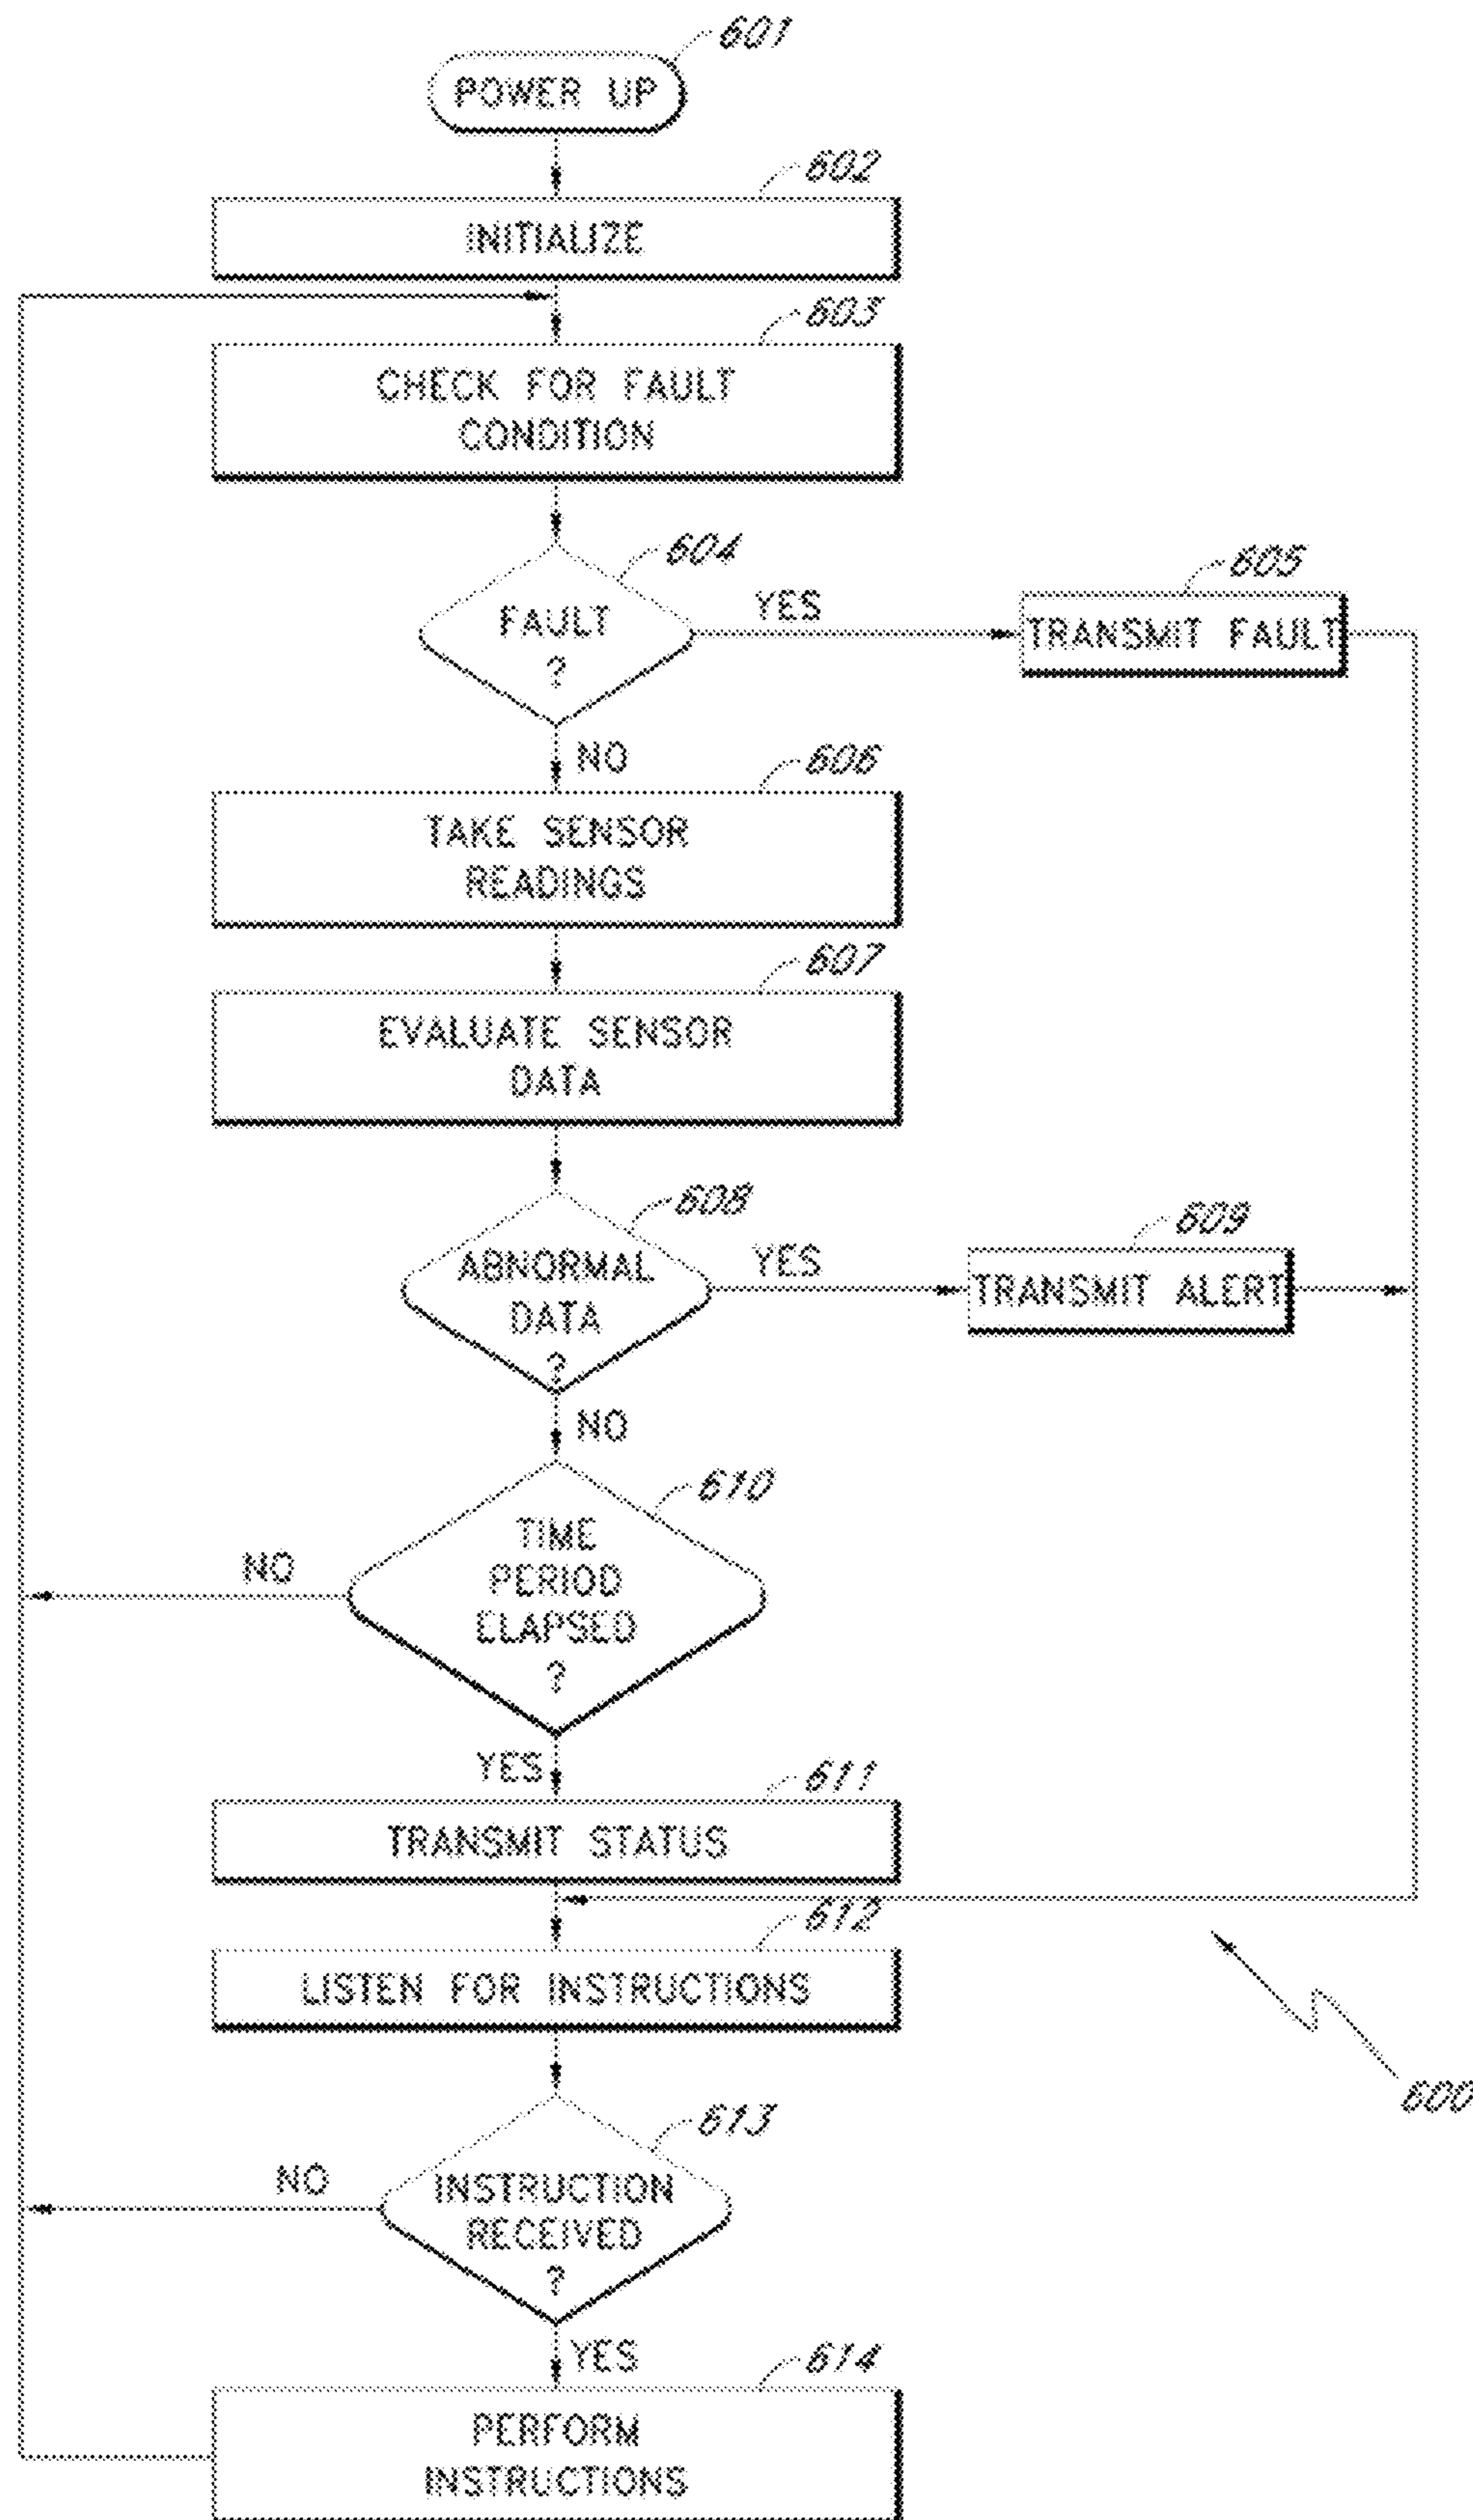 601
POWER UP
602
INITIALIZE
603
CHECK FOR FAULT
CONDITION
604
FAULT
?
YES
605
TRANSMIT FAULT
NO
606
TAKE SENSOR
READINGS
607
EVALUATE SENSOR
DATA
608
ABNORMAL
DATA
?
YES
609
TRANSMIT ALERT
NO
610
TIME
PERIOD
ELAPSED
?
NO
YES
611
TRANSMIT STATUS
612
LISTEN FOR INSTRUCTIONS
600
613
INSTRUCTION
RECEIVED
?
NO
YES
614
PERFORM
INSTRUCTIONS